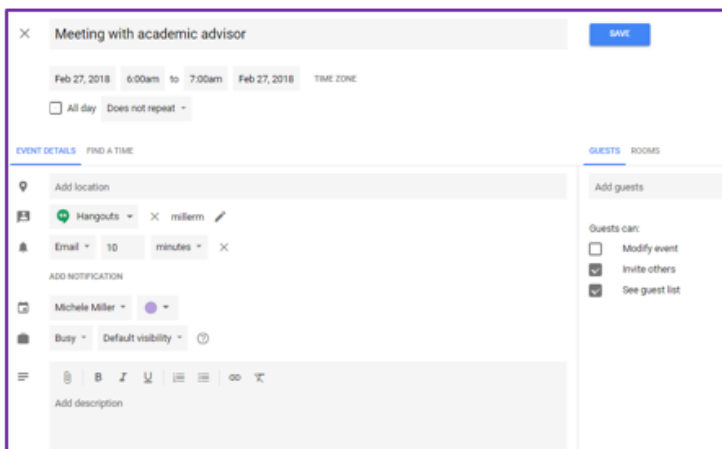 Meeting with academic advisor
SAVE
Feb 27, 2018 6:00am to 7:00am Feb 27, 2018 TIME ZONE
All day Does not repeat
EVENT DETAILS FIND A TIME
GUESTS ROOMS
Add location
Add guests
Hangouts millerm
Guests can:
Email 10 minutes
Modify event
Invite others
ADD NOTIFICATION
See guest list
Michele Miller
Busy Default visibility
B I U
Add description